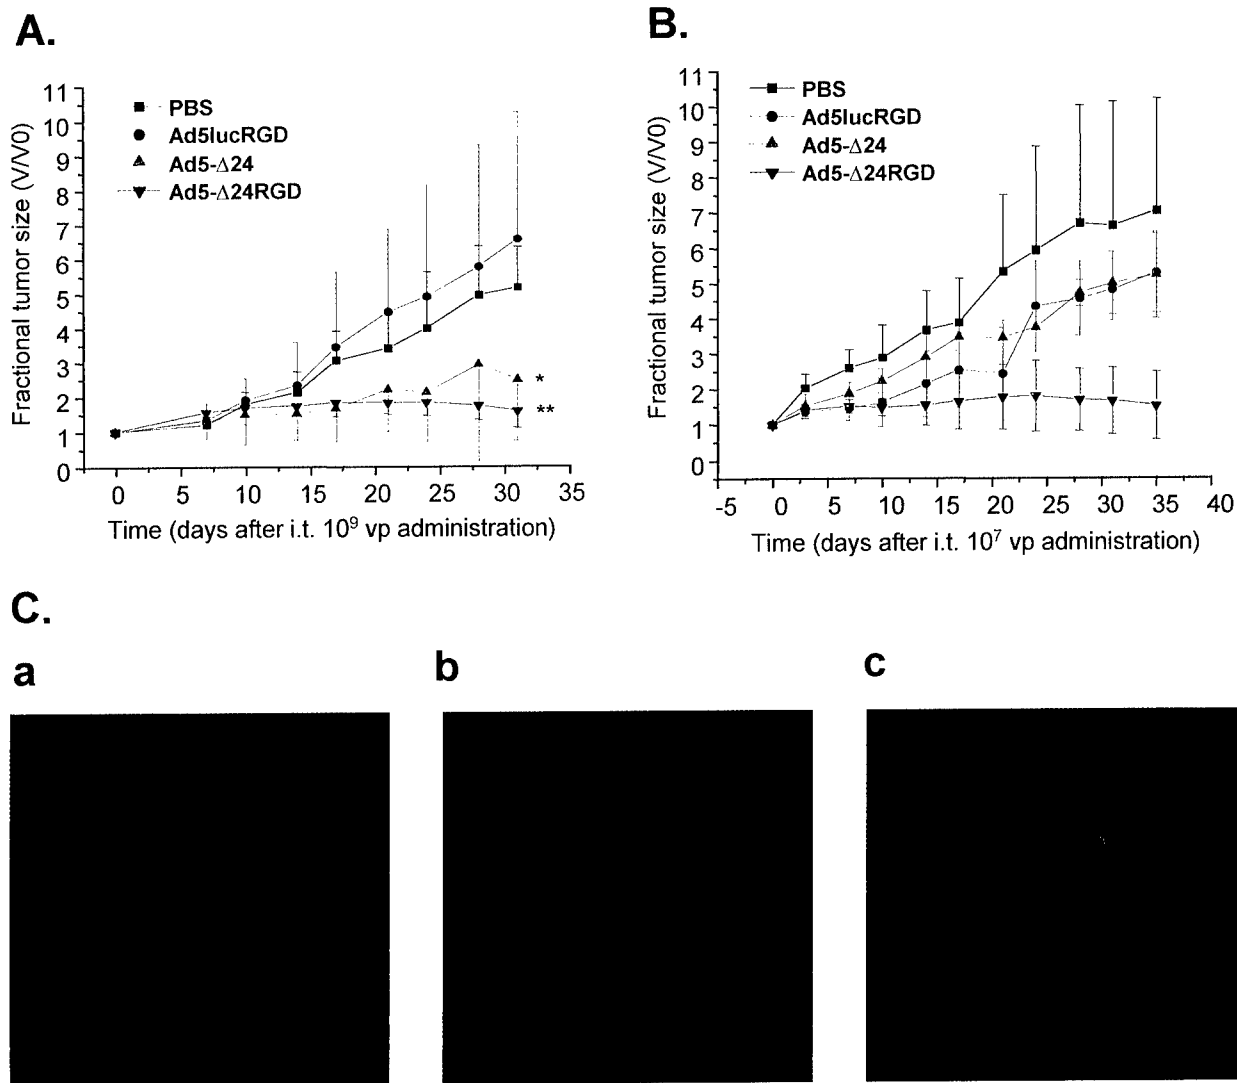 A.
11
10
9
8
7
6
5
4
3
2
1
0
Fractional tumor size (V/V0)
PBS
Ad5lucRGD
Ad5-Δ24
Ad5-Δ24RGD
*
**
0 5 10 15 20 25 30 35
Time (days after i.t. 10⁹ vp administration)
B.
11
10
9
8
7
6
5
4
3
2
1
0
Fractional tumor size (V/V0)
PBS
Ad5lucRGD
Ad5-Δ24
Ad5-Δ24RGD
-5 0 5 10 15 20 25 30 35 40
Time (days after i.t. 10⁷ vp administration)
C.
a
b
c